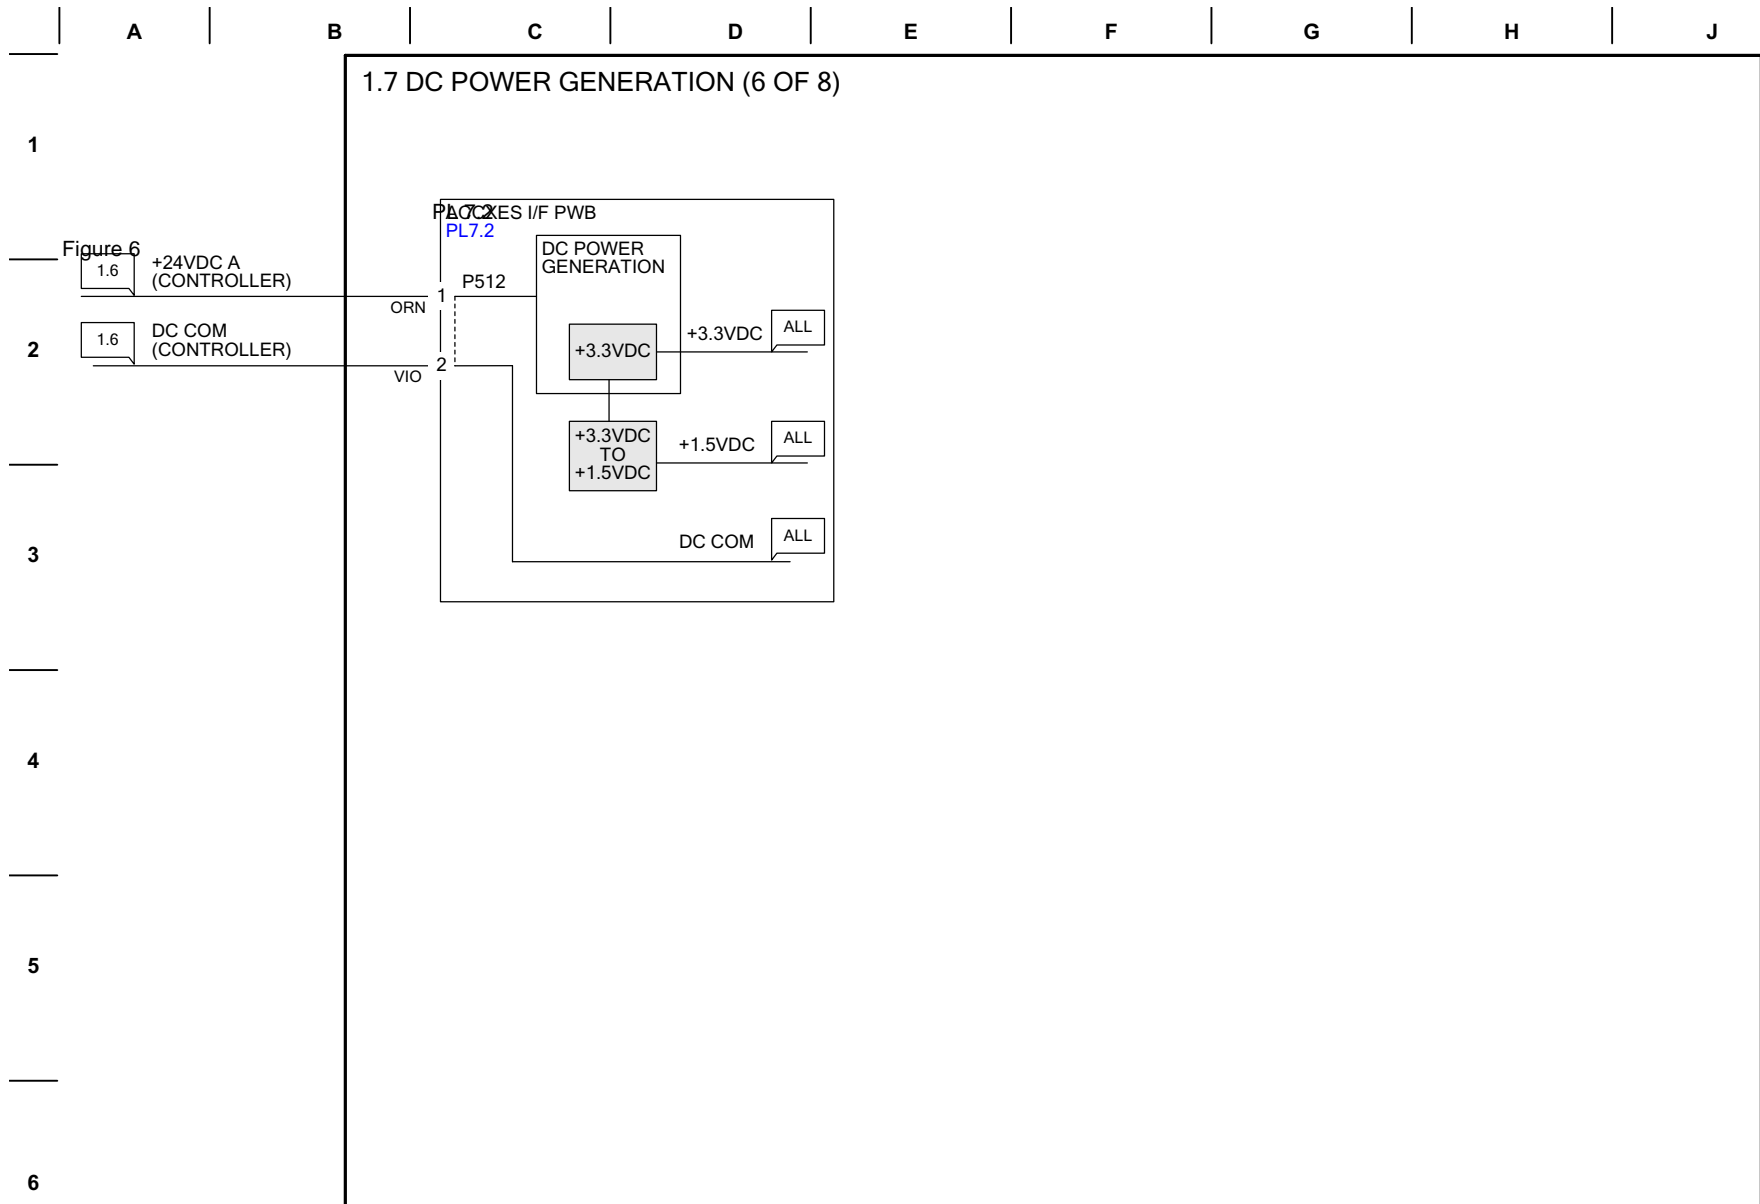 A B C D E F G H J
1.7 DC POWER GENERATION (6 OF 8)
1
I/F PWB
PL7.2
Figure 6
DC POWER
GENERATION
1.6
+24VDC A
(CONTROLLER)
P512
1
ORN
1.6
DC COM
(CONTROLLER)
2
VIO
2
+3.3VDC
+3.3VDC
ALL
+3.3VDC
TO
+1.5VDC
+1.5VDC
ALL
3
DC COM
ALL
4
5
6